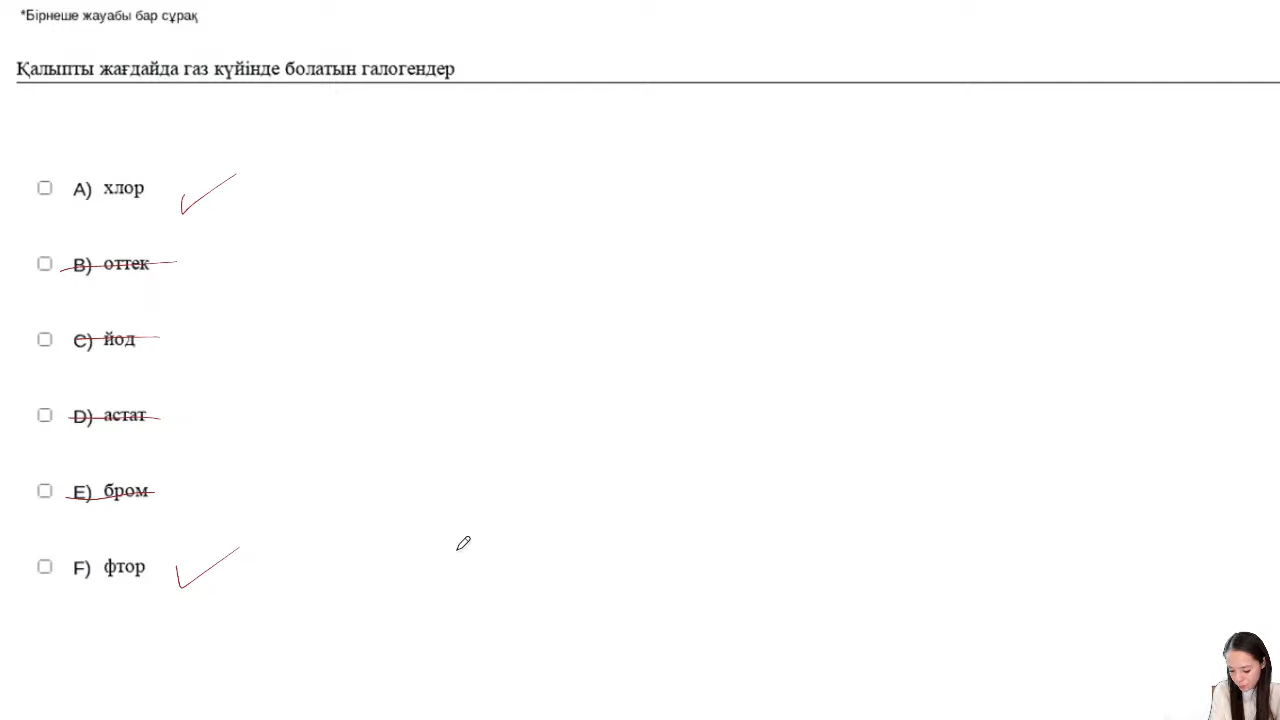 *Бірнеше жауабы бар сұрақ
Қалыпты жағдайда газ күйінде болатын галогендер
A) хлор
B) оттек
C) йод
D) астат
E) бром
F) фтор